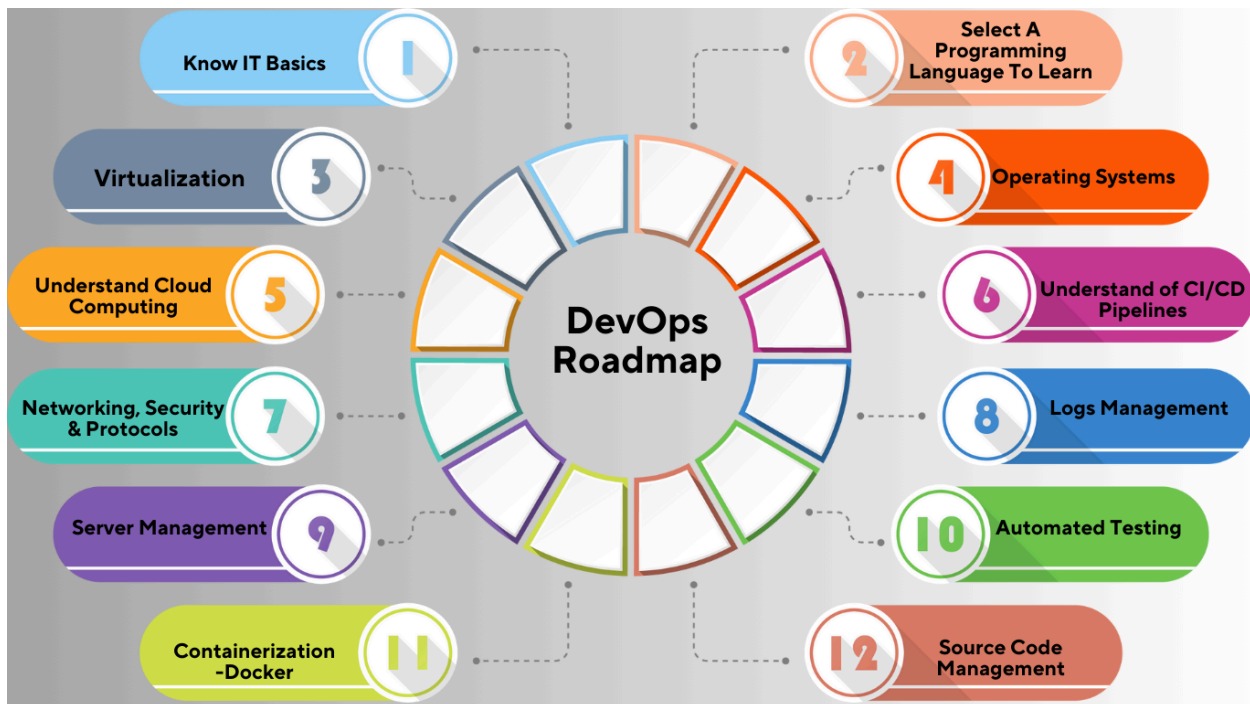 1
Know IT Basics
2
Select A
Programming
Language To Learn
3
Virtualization
4
Operating Systems
5
Understand Cloud
Computing
6
Understand of CI/CD
Pipelines
DevOps
Roadmap
7
Networking, Security
& Protocols
8
Logs Management
9
Server Management
10
Automated Testing
11
Containerization
-Docker
12
Source Code
Management